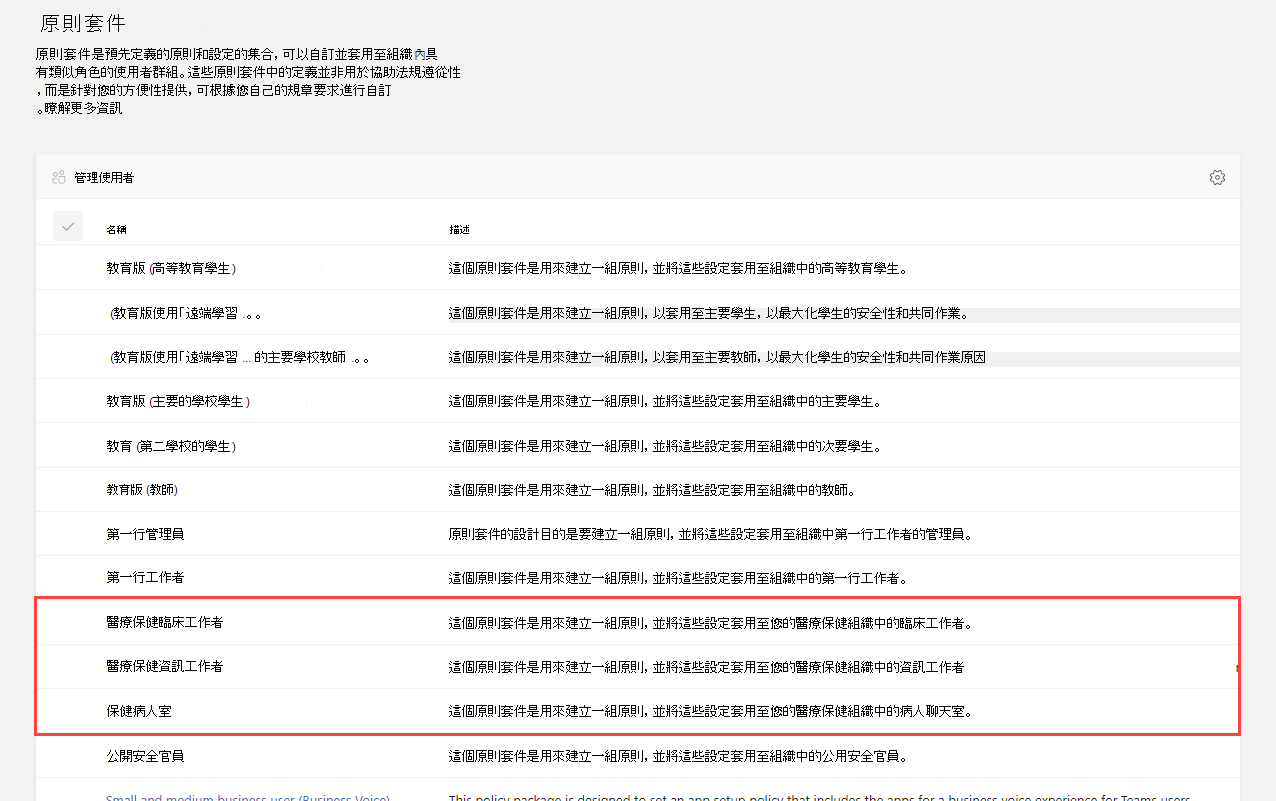 原則套件
原則套件是預先定義的原則和設定的集合, 可以自訂並套用至組織內具
有類似角色的使用者群組。這些原則套件中的定義並非用於協助法規遵從性
, 而是針對您的方便性提供, 可根據您自己的規章要求進行自訂
。瞭解更多資訊
管理使用者
名稱 描述
教育版 (高等教育學生) 這個原則套件是用來建立一組原則, 並將這些設定套用至組織中的高等教育學生。
(教育版使用「遠端學習 .。。 這個原則套件是用來建立一組原則, 以套用至主要學生, 以最大化學生的安全性和共同作業。
(教育版使用「遠端學習 ... 的主要學校教師 .。。 這個原則套件是用來建立一組原則, 以套用至主要教師, 以最大化學生的安全性和共同作業原因
教育版 (主要的學校學生) 這個原則套件是用來建立一組原則, 並將這些設定套用至組織中的主要學生。
教育 (第二學校的學生) 這個原則套件是用來建立一組原則, 並將這些設定套用至組織中的次要學生。
教育版 (教師) 這個原則套件是用來建立一組原則, 並將這些設定套用至組織中的教師。
第一行管理員 原則套件的設計目的是要建立一組原則, 並將這些設定套用至組織中第一行工作者的管理員。
第一行工作者 這個原則套件是用來建立一組原則, 並將這些設定套用至組織中的第一行工作者。
醫療保健臨床工作者 這個原則套件是用來建立一組原則, 並將這些設定套用至您的醫療保健組織中的臨床工作者。
醫療保健資訊工作者 這個原則套件是用來建立一組原則, 並將這些設定套用至您的醫療保健組織中的資訊工作者
保健病人室 這個原則套件是用來建立一組原則, 並將這些設定套用至您的醫療保健組織中的病人聊天室。
公開安全官員 這個原則套件是用來建立一組原則, 並將這些設定套用至組織中的公用安全官員。
Small and medium business user (Business Voice) This policy package is designed to set an app setup policy that includes the apps for a business voice experience for Teams users